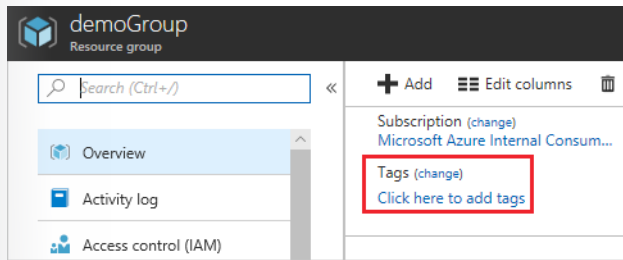 demoGroup
Resource group
Search (Ctrl+/)
«
Add Edit columns
Overview
Activity log
Access control (IAM)
Subscription (change)
Microsoft Azure Internal Consum...
Tags (change)
Click here to add tags